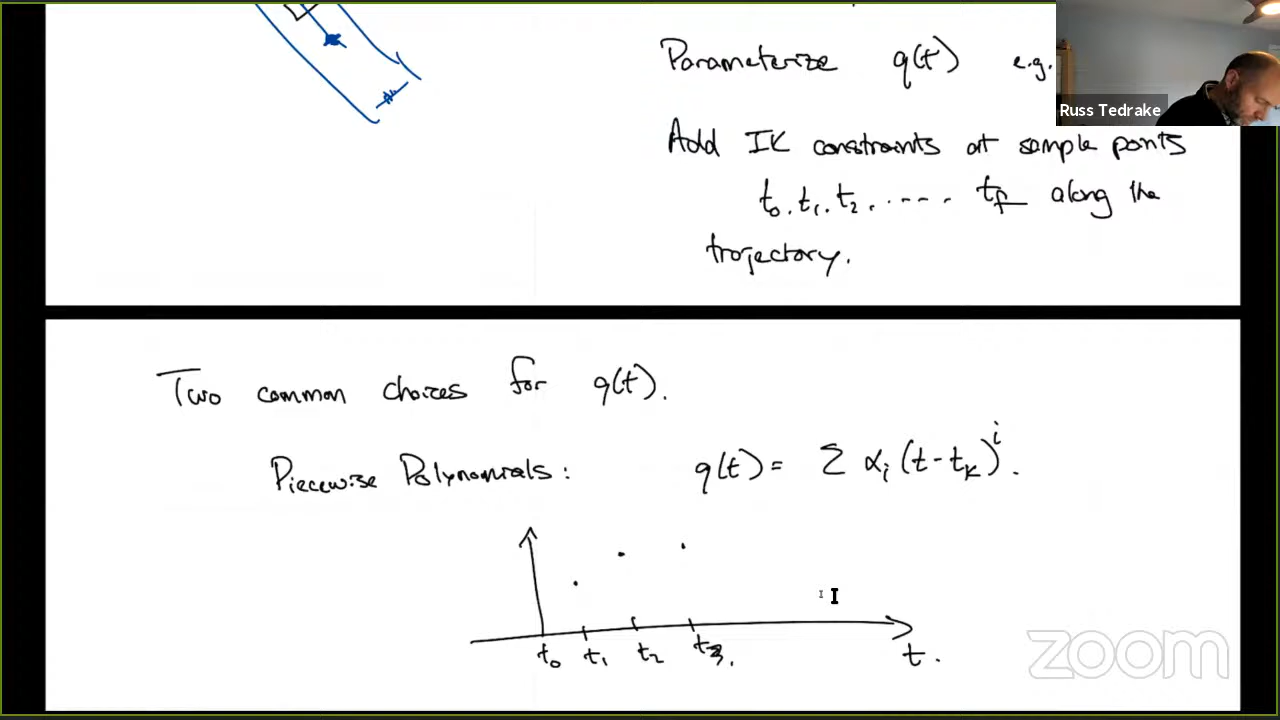 Parameterize q(t) e.g.
Russ Tedrake
Add IK constraints at sample points
t₀, t₁, t₂, ..... t_f along the
trajectory.
Two common choices for q(t).
Piecewise Polynomials: q(t) = Σ αᵢ (t-tₖ)ⁱ.
t₀ t₁ t₂ t₃. t.
zoom